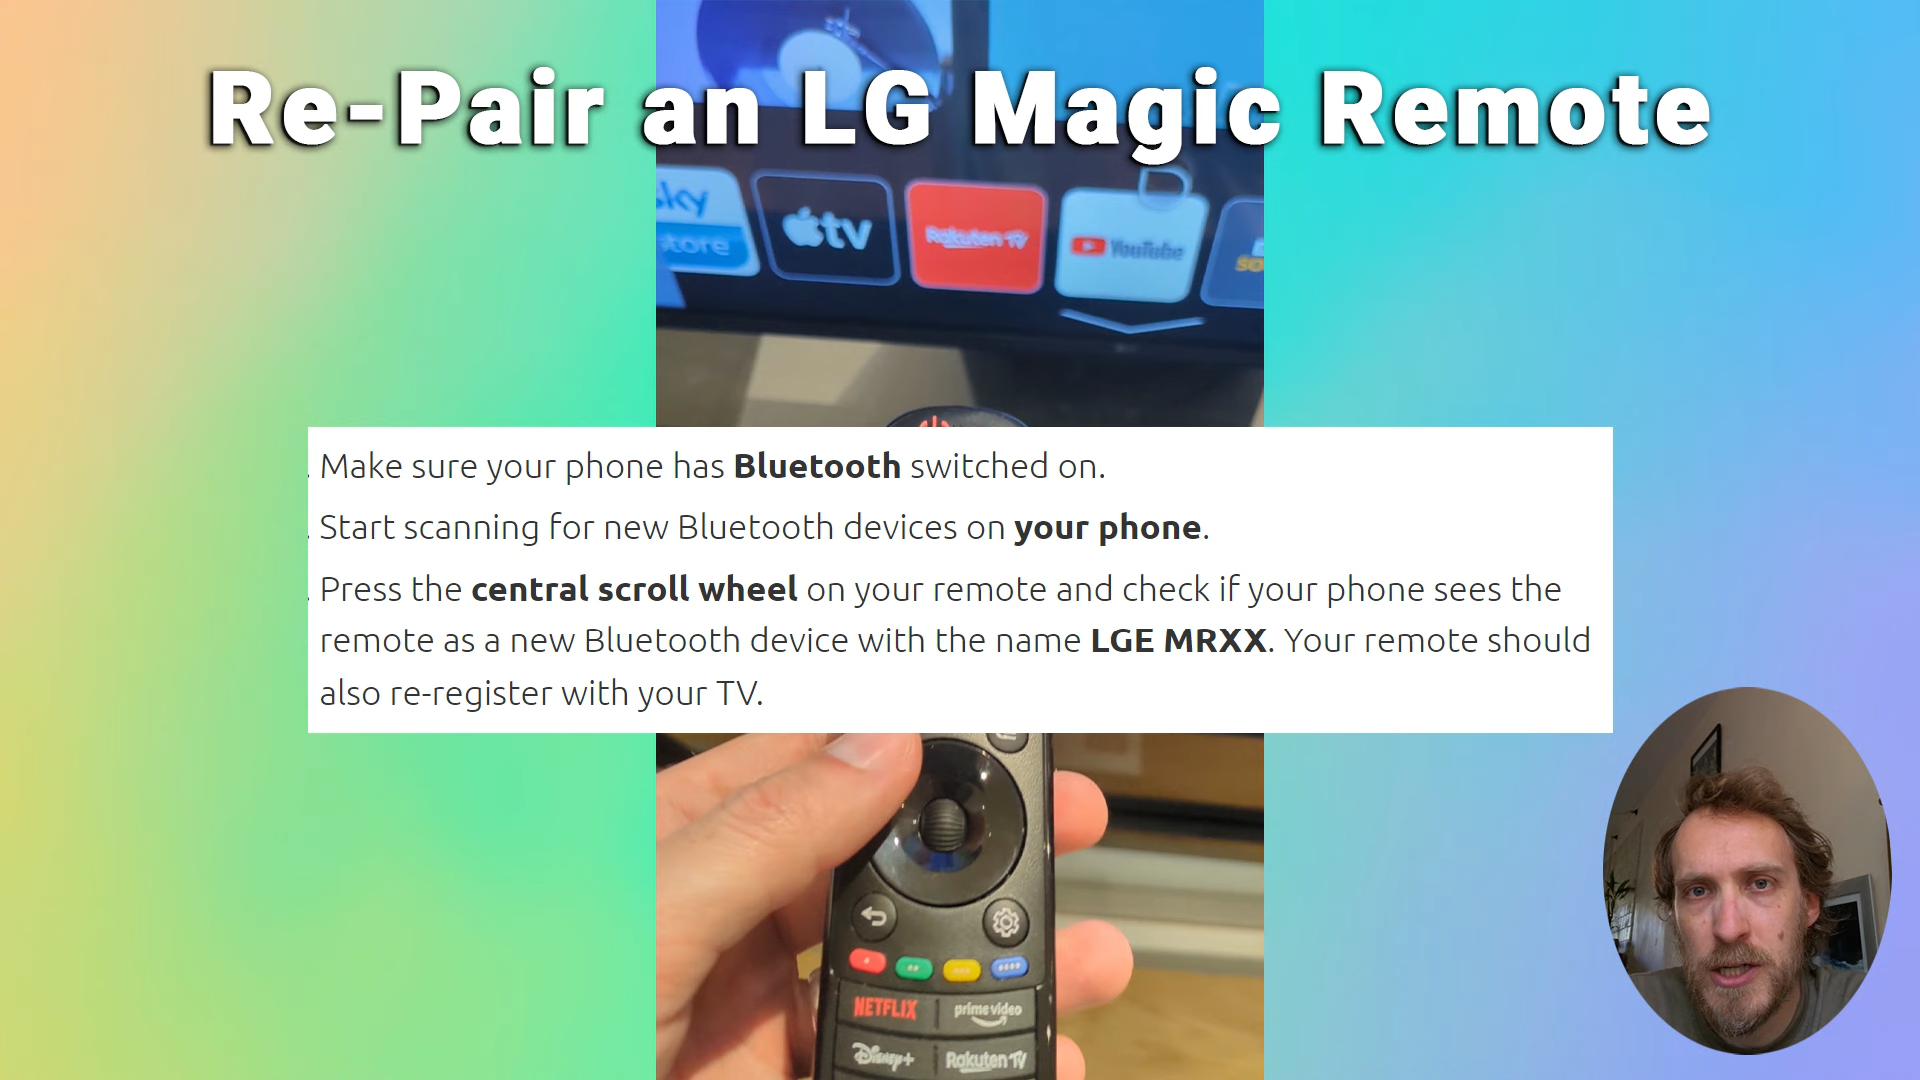 Re-Pair an LG Magic Remote
sky
store
tv
Rakuten TV
YouTube
. Make sure your phone has Bluetooth switched on.
. Start scanning for new Bluetooth devices on your phone.
. Press the central scroll wheel on your remote and check if your phone sees the
remote as a new Bluetooth device with the name LGE MRXX. Your remote should
also re-register with your TV.
NETFLIX
prime video
Disney+
Rakuten TV